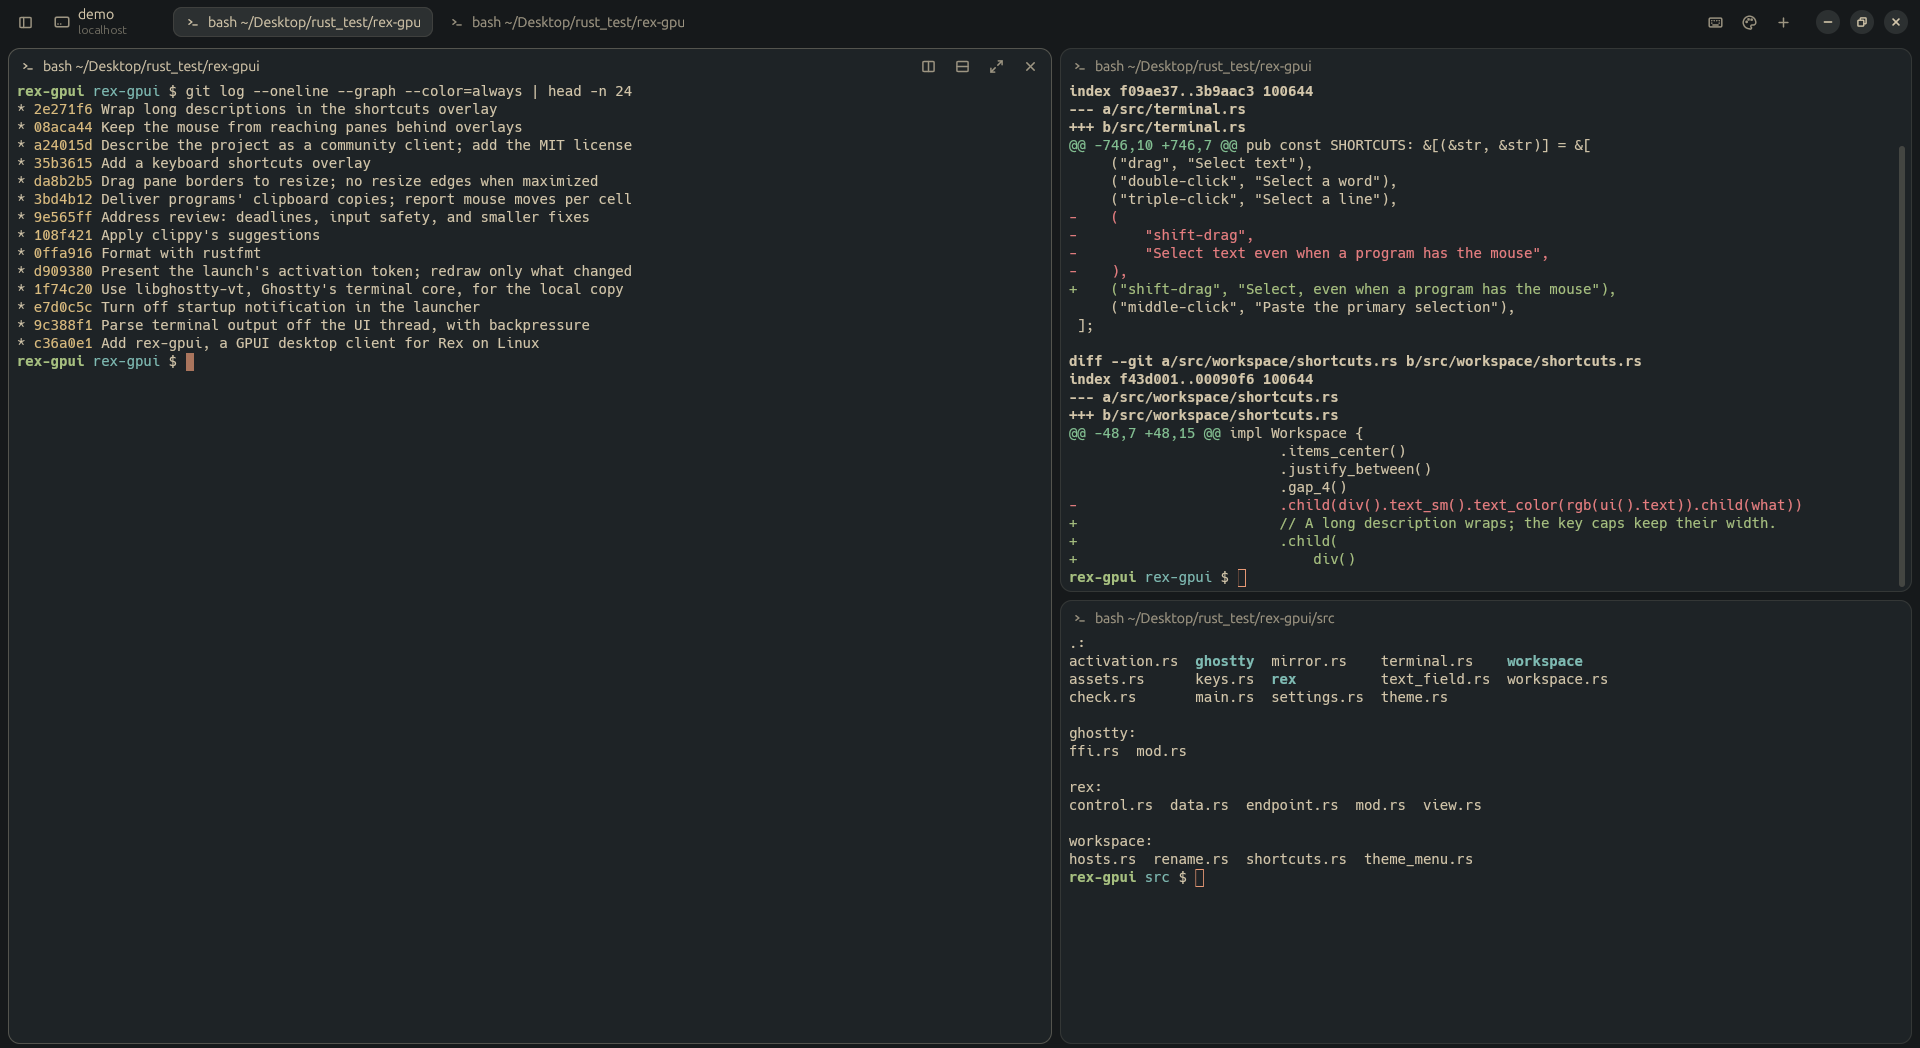 demo
localhost
bash ~/Desktop/rust_test/rex-gpu
bash ~/Desktop/rust_test/rex-gpu
bash ~/Desktop/rust_test/rex-gpui
rex-gpui rex-gpui $ git log --oneline --graph --color=always | head -n 24
* 2e271f6 Wrap long descriptions in the shortcuts overlay
* 08aca44 Keep the mouse from reaching panes behind overlays
* a24015d Describe the project as a community client; add the MIT license
* 35b3615 Add a keyboard shortcuts overlay
* da8b2b5 Drag pane borders to resize; no resize edges when maximized
* 3bd4b12 Deliver programs' clipboard copies; report mouse moves per cell
* 9e565ff Address review: deadlines, input safety, and smaller fixes
* 108f421 Apply clippy's suggestions
* 0ffa916 Format with rustfmt
* d909380 Present the launch's activation token; redraw only what changed
* 1f74c20 Use libghostty-vt, Ghostty's terminal core, for the local copy
* e7d0c5c Turn off startup notification in the launcher
* 9c388f1 Parse terminal output off the UI thread, with backpressure
* c36a0e1 Add rex-gpui, a GPUI desktop client for Rex on Linux
rex-gpui rex-gpui $
bash ~/Desktop/rust_test/rex-gpui
index f09ae37..3b9aac3 100644
--- a/src/terminal.rs
+++ b/src/terminal.rs
@@ -746,10 +746,7 @@ pub const SHORTCUTS: &[(&str, &str)] = &[
     ("drag", "Select text"),
     ("double-click", "Select a word"),
     ("triple-click", "Select a line"),
-    (
-        "shift-drag",
-        "Select text even when a program has the mouse",
-    ),
+    ("shift-drag", "Select, even when a program has the mouse"),
     ("middle-click", "Paste the primary selection"),
 ];
diff --git a/src/workspace/shortcuts.rs b/src/workspace/shortcuts.rs
index f43d001..00090f6 100644
--- a/src/workspace/shortcuts.rs
+++ b/src/workspace/shortcuts.rs
@@ -48,7 +48,15 @@ impl Workspace {
                         .items_center()
                         .justify_between()
                         .gap_4()
-                        .child(div().text_sm().text_color(rgb(ui().text)).child(what))
+                        // A long description wraps; the key caps keep their width.
+                        .child(
+                            div()
rex-gpui rex-gpui $
bash ~/Desktop/rust_test/rex-gpui/src
.:
activation.rs  ghostty  mirror.rs    terminal.rs    workspace
assets.rs      keys.rs  rex          text_field.rs  workspace.rs
check.rs       main.rs  settings.rs  theme.rs
ghostty:
ffi.rs  mod.rs
rex:
control.rs  data.rs  endpoint.rs  mod.rs  view.rs
workspace:
hosts.rs  rename.rs  shortcuts.rs  theme_menu.rs
rex-gpui src $